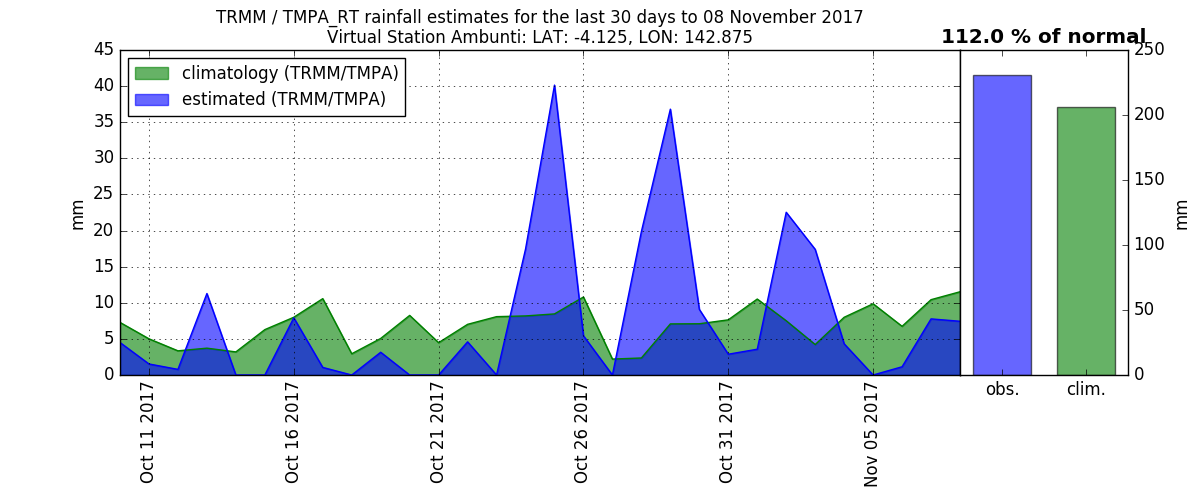 TRMM / TMPA_RT rainfall estimates for the last 30 days to 08 November 2017
Virtual Station Ambunti: LAT: -4.125, LON: 142.875
112.0 % of normal
climatology (TRMM/TMPA)
estimated (TRMM/TMPA)
mm
45
40
35
30
25
20
15
10
5
0
Oct 11 2017
Oct 16 2017
Oct 21 2017
Oct 26 2017
Oct 31 2017
Nov 05 2017
250
200
150
100
50
0
mm
obs.
clim.